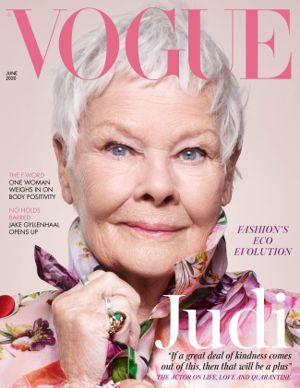 VOGUE
JUNE
2020
THE F-WORD
ONE WOMAN
WEIGHS IN ON
BODY POSITIVITY
NO HOLDS
BARRED
JAKE GYLLENHAAL
OPENS UP
FASHION'S
ECO
EVOLUTION
Judi
"If a great deal of kindness comes
out of this, then that will be a plus"
THE ACTOR ON LIFE, LOVE AND QUARANTINE